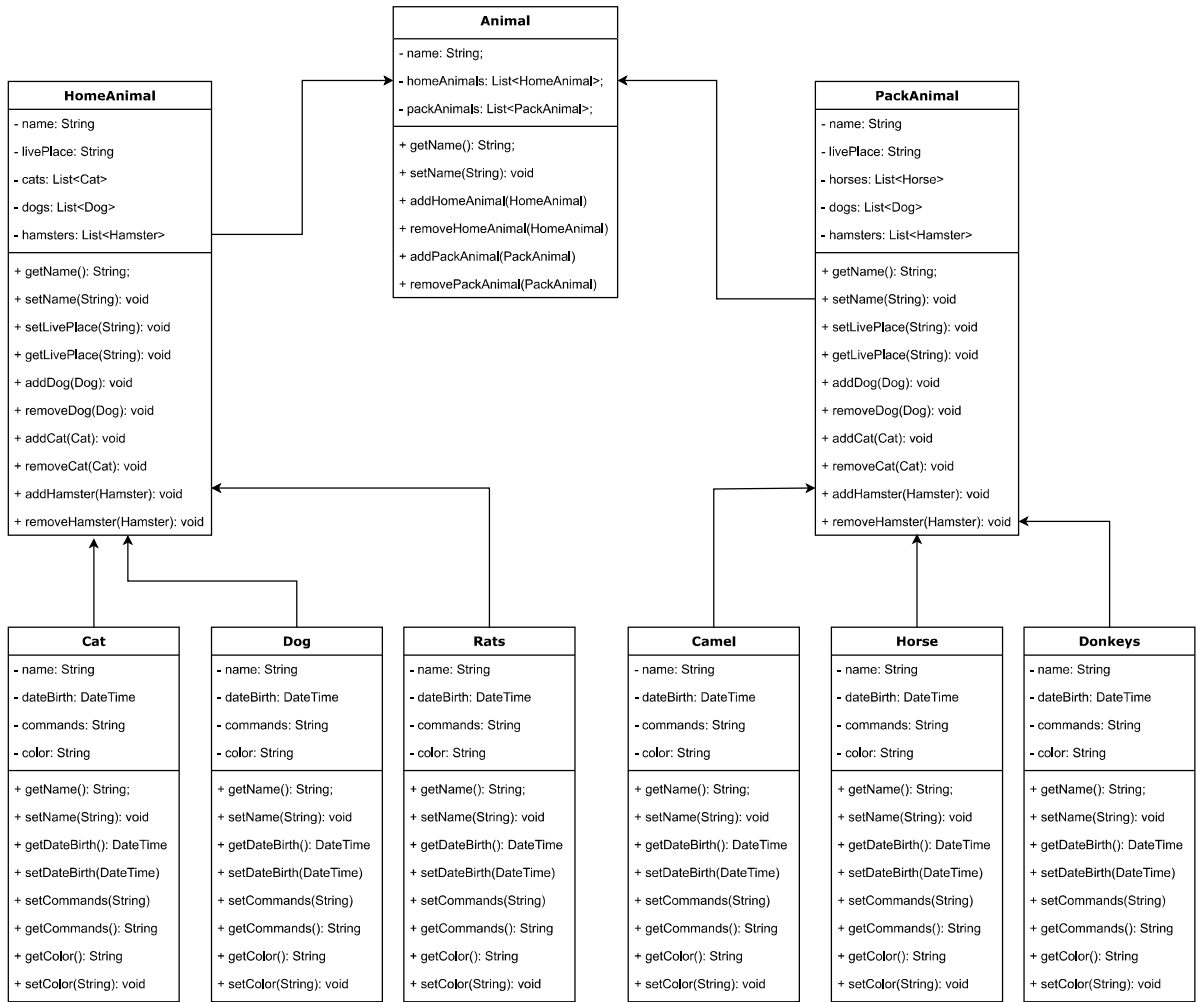 Animal
- name: String;
- homeAnimals: List<HomeAnimal>;
- packAnimals: List<PackAnimal>;
+ getName(): String;
+ setName(String): void
+ addHomeAnimal(HomeAnimal)
+ removeHomeAnimal(HomeAnimal)
+ addPackAnimal(PackAnimal)
+ removePackAnimal(PackAnimal)
HomeAnimal
- name: String
- livePlace: String
- cats: List<Cat>
- dogs: List<Dog>
- hamsters: List<Hamster>
+ getName(): String;
+ setName(String): void
+ setLivePlace(String): void
+ getLivePlace(String): void
+ addDog(Dog): void
+ removeDog(Dog): void
+ addCat(Cat): void
+ removeCat(Cat): void
+ addHamster(Hamster): void
+ removeHamster(Hamster): void
PackAnimal
- name: String
- livePlace: String
- horses: List<Horse>
- dogs: List<Dog>
- hamsters: List<Hamster>
+ getName(): String;
+ setName(String): void
+ setLivePlace(String): void
+ getLivePlace(String): void
+ addDog(Dog): void
+ removeDog(Dog): void
+ addCat(Cat): void
+ removeCat(Cat): void
+ addHamster(Hamster): void
+ removeHamster(Hamster): void
Cat
- name: String
- dateBirth: DateTime
- commands: String
- color: String
+ getName(): String;
+ setName(String): void
+ getDateBirth(): DateTime
+ setDateBirth(DateTime)
+ setCommands(String)
+ getCommands(): String
+ getColor(): String
+ setColor(String): void
Dog
- name: String
- dateBirth: DateTime
- commands: String
- color: String
+ getName(): String;
+ setName(String): void
+ getDateBirth(): DateTime
+ setDateBirth(DateTime)
+ setCommands(String)
+ getCommands(): String
+ getColor(): String
+ setColor(String): void
Rats
- name: String
- dateBirth: DateTime
- commands: String
- color: String
+ getName(): String;
+ setName(String): void
+ getDateBirth(): DateTime
+ setDateBirth(DateTime)
+ setCommands(String)
+ getCommands(): String
+ getColor(): String
+ setColor(String): void
Camel
- name: String
- dateBirth: DateTime
- commands: String
- color: String
+ getName(): String;
+ setName(String): void
+ getDateBirth(): DateTime
+ setDateBirth(DateTime)
+ setCommands(String)
+ getCommands(): String
+ getColor(): String
+ setColor(String): void
Horse
- name: String
- dateBirth: DateTime
- commands: String
- color: String
+ getName(): String;
+ setName(String): void
+ getDateBirth(): DateTime
+ setDateBirth(DateTime)
+ setCommands(String)
+ getCommands(): String
+ getColor(): String
+ setColor(String): void
Donkeys
- name: String
- dateBirth: DateTime
- commands: String
- color: String
+ getName(): String;
+ setName(String): void
+ getDateBirth(): DateTime
+ setDateBirth(DateTime)
+ setCommands(String)
+ getCommands(): String
+ getColor(): String
+ setColor(String): void